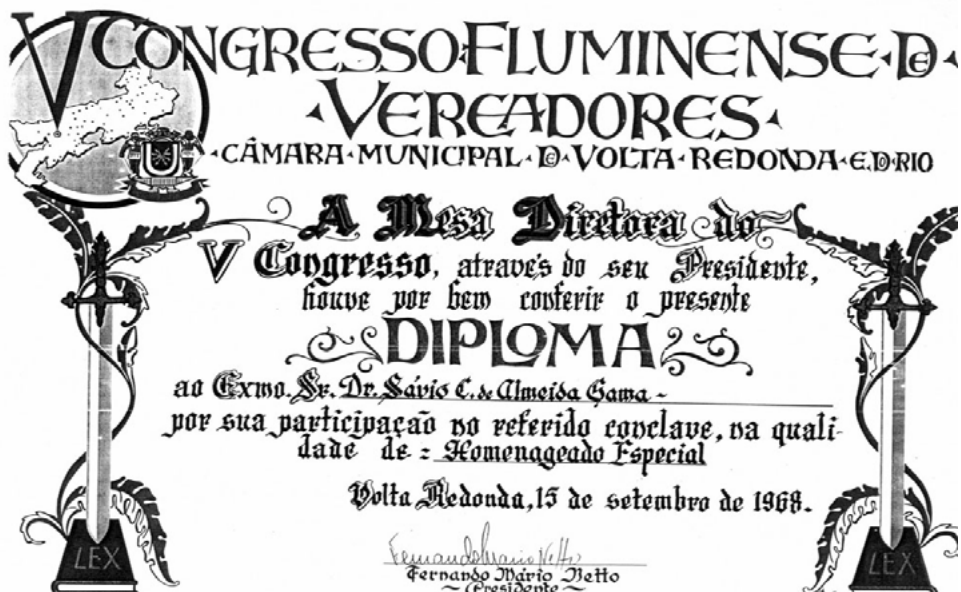 V CONGRESSO·FLUMINENSE·DE·
·VEREADORES·
·CÂMARA·MUNICIPAL·DE·VOLTA·REDONDA·E.DO·RIO
A Mesa Diretora do
V Congresso, através do seu Presidente,
houve por bem conferir o presente
DIPLOMA
ao Exmo. Sr. Dr. Sávio C. de Almeida Gama -
por sua participação no referido conclave, na quali-
dade de = Homenageado Especial
Volta Redonda, 15 de setembro de 1968.
Fernando Mário Netto
Fernando Mário Netto
~ Presidente ~
LEX
LEX